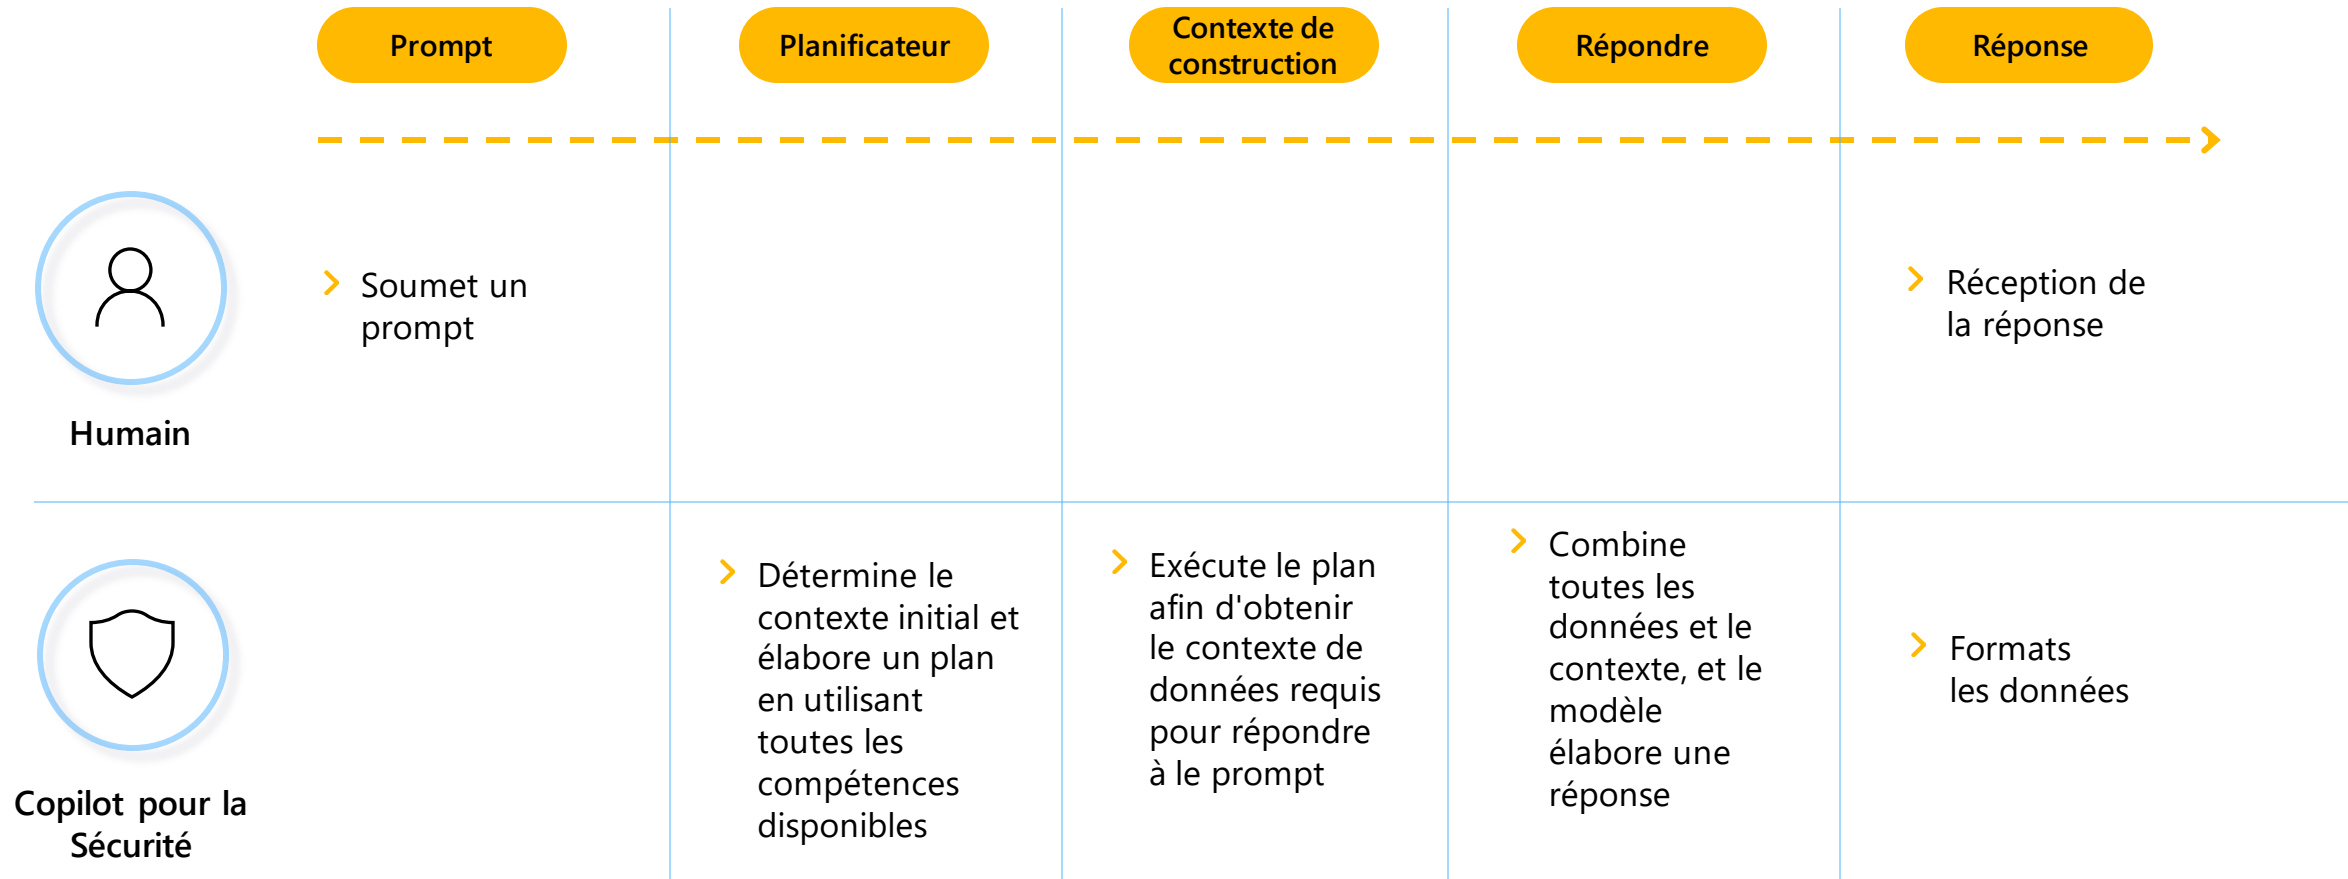 Prompt
Planificateur
Contexte de
construction
Répondre
Réponse
Soumet un
prompt
Réception de
la réponse
Humain
Détermine le
contexte initial et
élabore un plan
en utilisant
toutes les
compétences
disponibles
Exécute le plan
afin d'obtenir
le contexte de
données requis
pour répondre
à le prompt
Combine
toutes les
données et le
contexte, et le
modèle
élabore une
réponse
Formats
les données
Copilot pour la
Sécurité